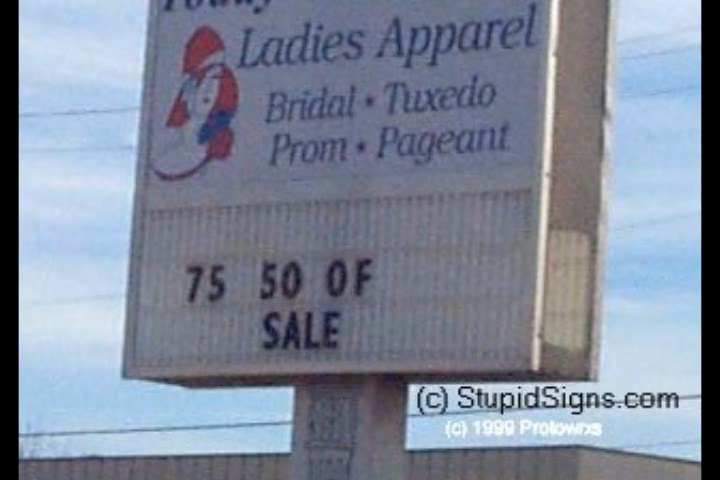 Ladies Apparel
Bridal • Tuxedo
Prom • Pageant
75 50 OF
SALE
(c) StupidSigns.com
(c) 1999 Protowrxs